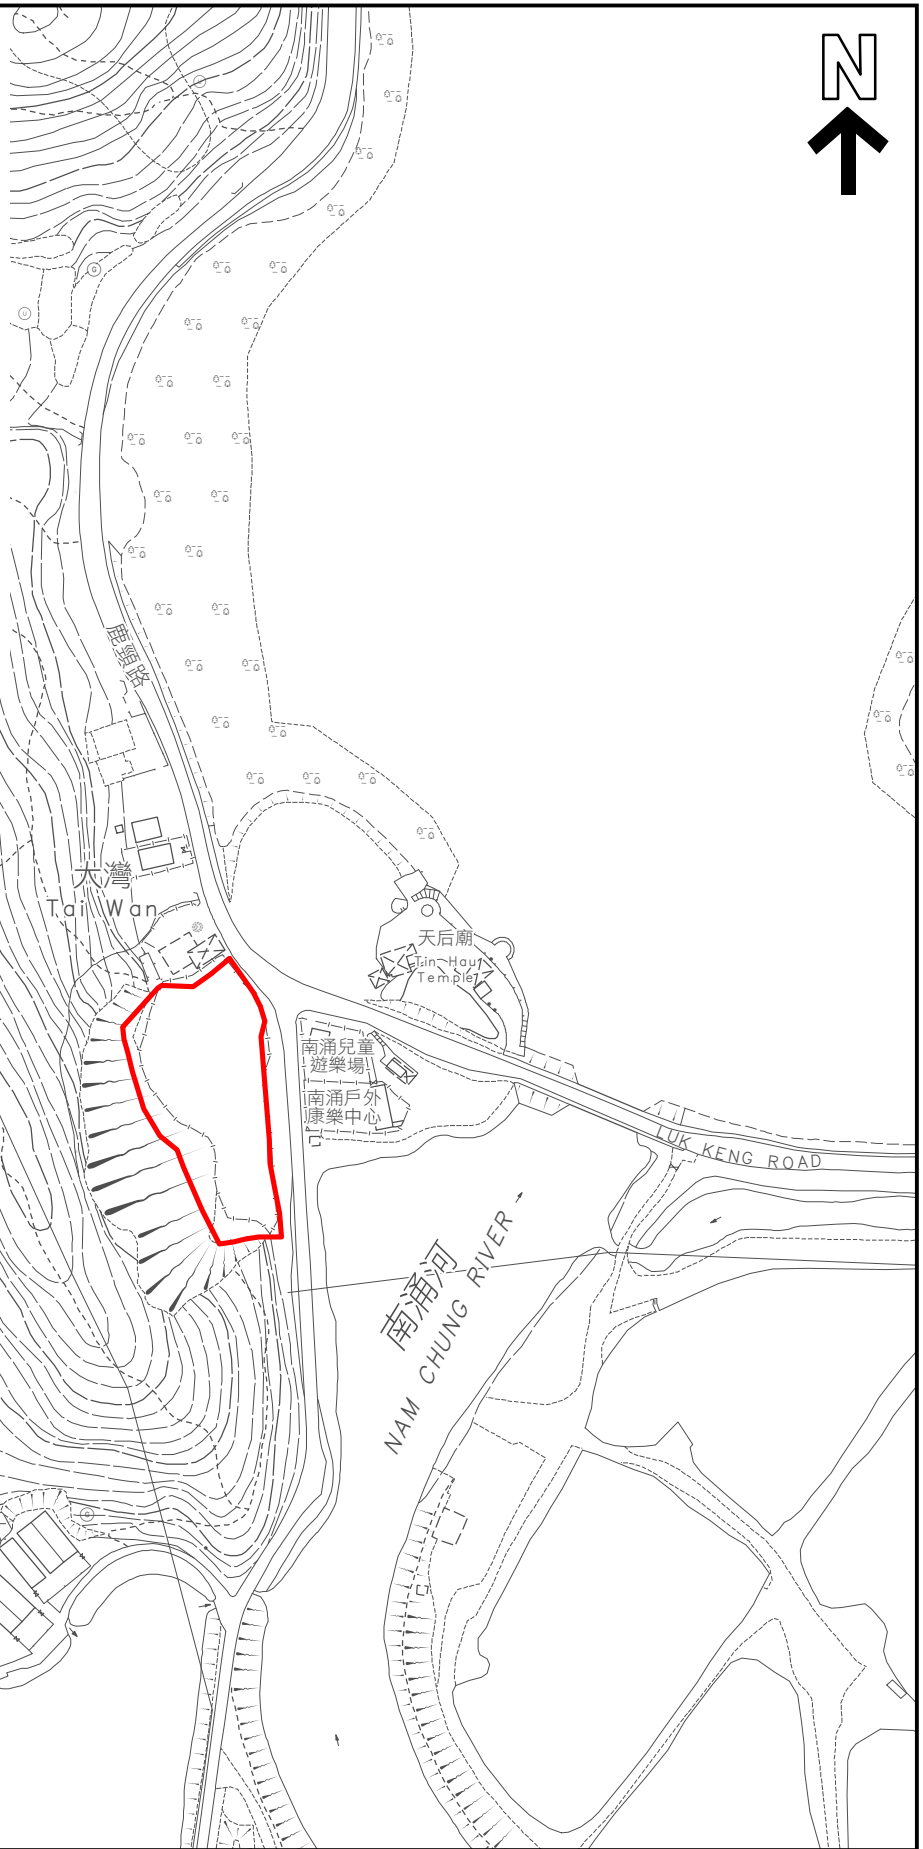 N
鹿頸路
大灣
Tai Wan
天后廟
Tin Hau
Temple
南涌兒童
遊樂場
南涌戶外
康樂中心
LUK KENG ROAD
南涌河
NAM CHUNG RIVER